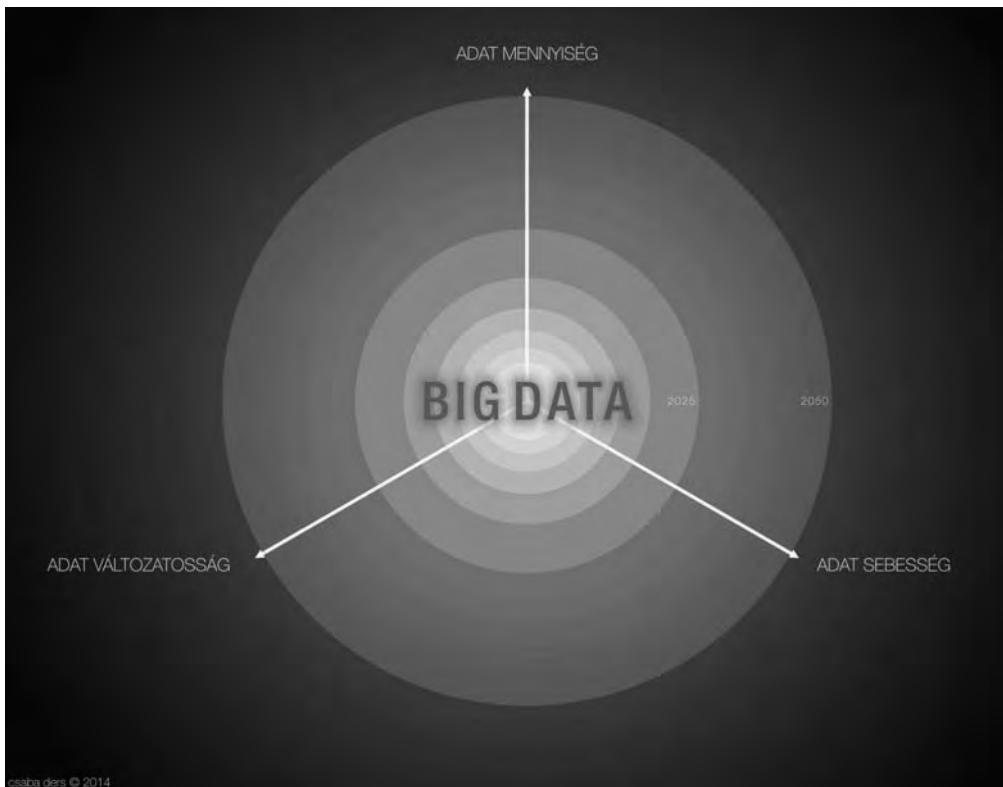 ADAT MENNYISÉG
BIG DATA
2025
2050
ADAT VÁLTOZATOSSÁG
ADAT SEBESSÉG
csaba ders © 2014